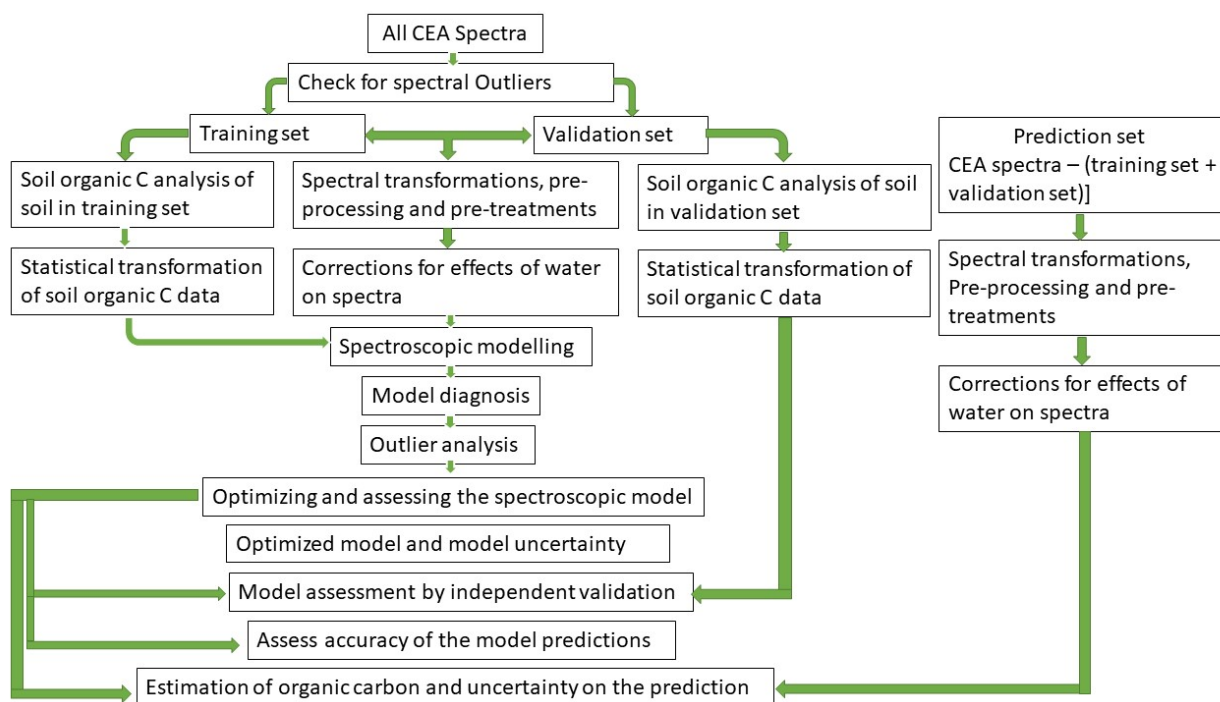 All CEA Spectra
Check for spectral Outliers
Training set
Validation set
Soil organic C analysis of
soil in training set
Spectral transformations, pre-
processing and pre-treatments
Soil organic C analysis of soil
in validation set
Prediction set
CEA spectra – (training set +
validation set)]
Statistical transformation
of soil organic C data
Corrections for effects of water
on spectra
Statistical transformation of
soil organic C data
Spectral transformations,
Pre-processing and pre-
treatments
Spectroscopic modelling
Model diagnosis
Outlier analysis
Corrections for effects of
water on spectra
Optimizing and assessing the spectroscopic model
Optimized model and model uncertainty
Model assessment by independent validation
Assess accuracy of the model predictions
Estimation of organic carbon and uncertainty on the prediction